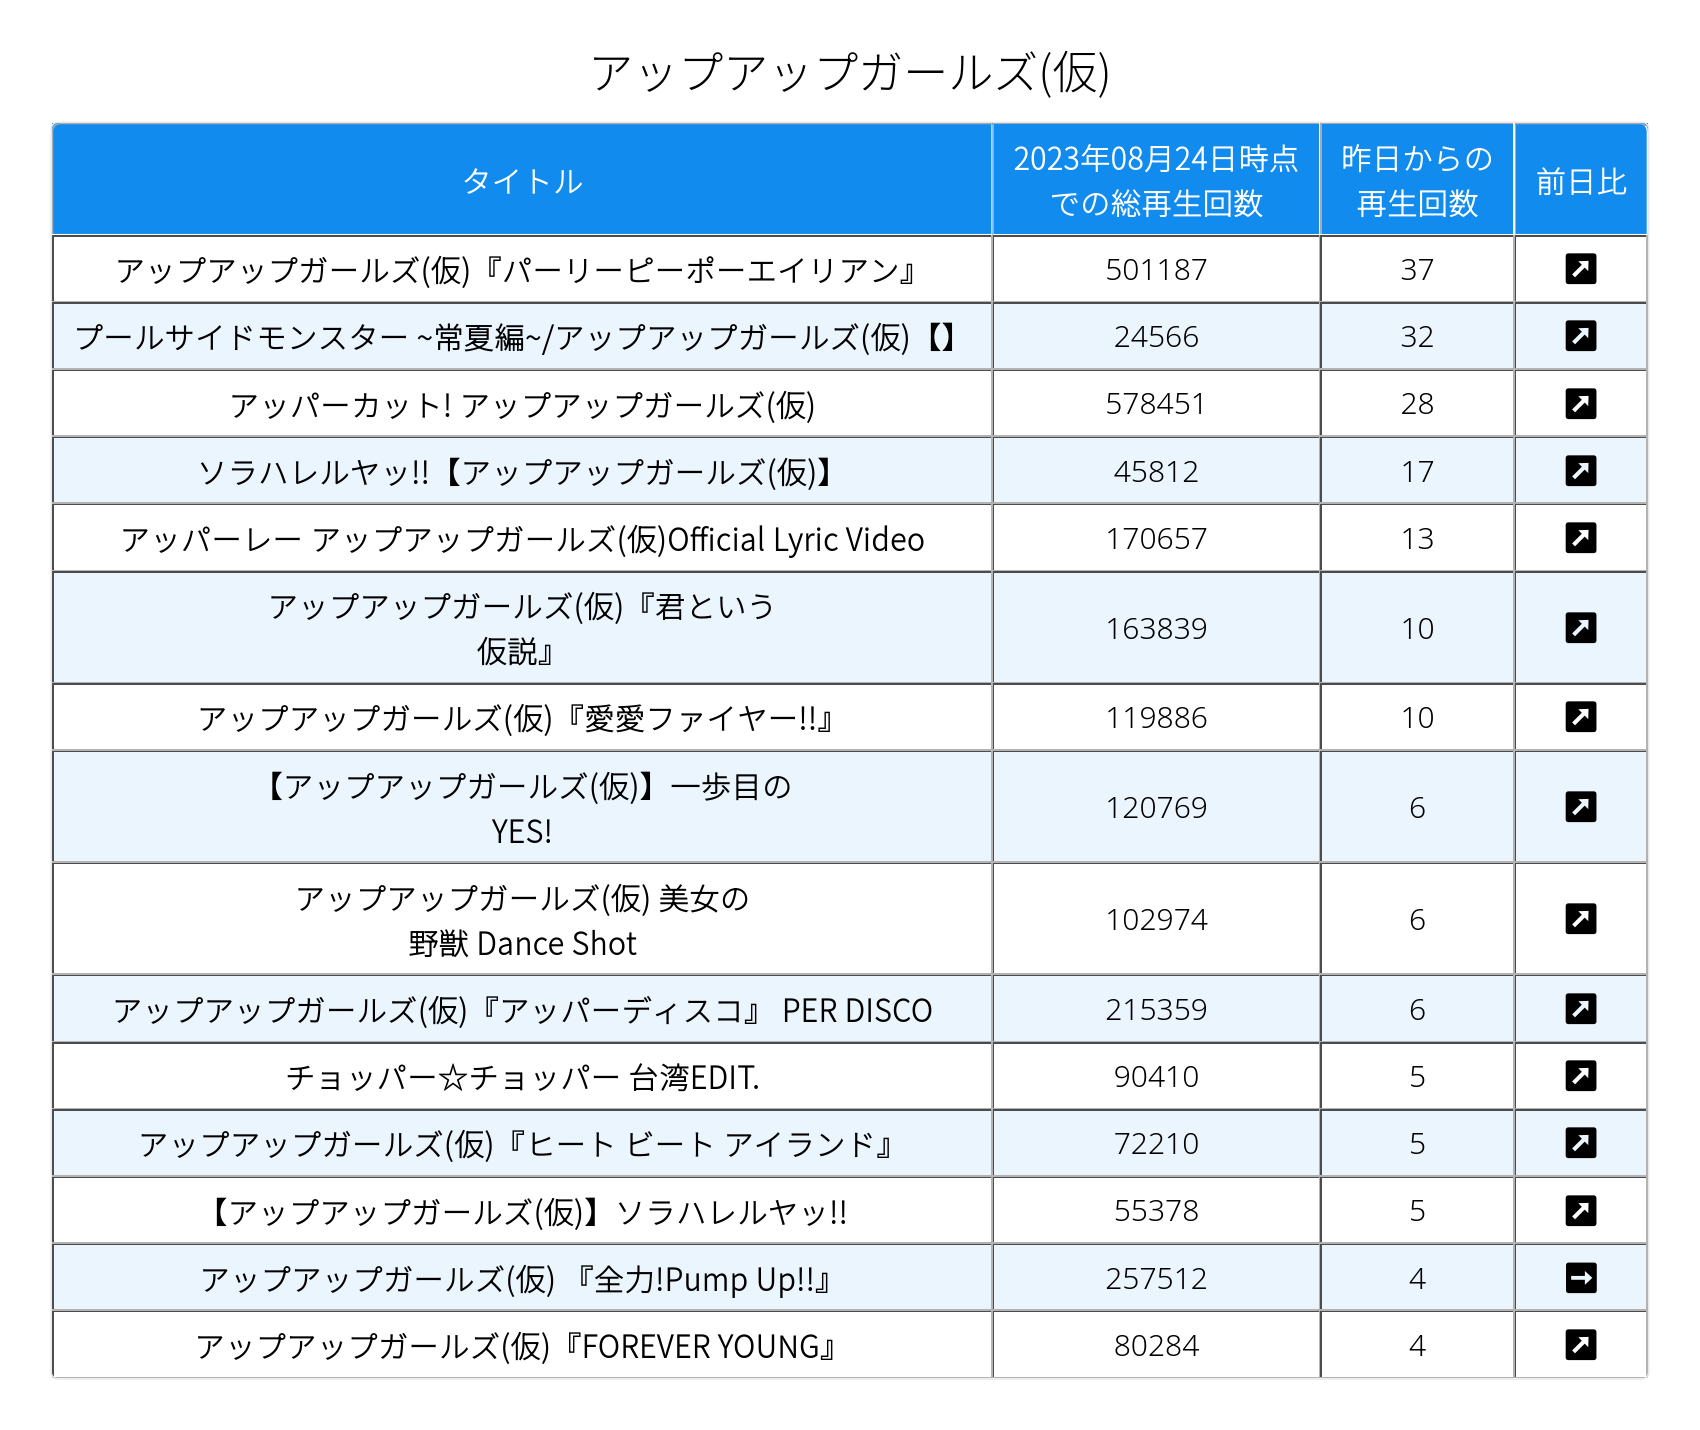 アップアップガールズ(仮)
タイトル
2023年08月24日時点
での総再生回数
昨日からの
再生回数
前日比
アップアップガールズ(仮)『パーリーピーポーエイリアン』 501187 37
プールサイドモンスター ~常夏編~/アップアップガールズ(仮)【】 24566 32
アッパーカット! アップアップガールズ(仮) 578451 28
ソラハレルヤッ!!【アップアップガールズ(仮)】 45812 17
アッパーレー アップアップガールズ(仮)Official Lyric Video 170657 13
アップアップガールズ(仮)『君という
仮説』 163839 10
アップアップガールズ(仮)『愛愛ファイヤー!!』 119886 10
【アップアップガールズ(仮)】一歩目の
YES! 120769 6
アップアップガールズ(仮) 美女の
野獣 Dance Shot 102974 6
アップアップガールズ(仮)『アッパーディスコ』 PER DISCO 215359 6
チョッパー☆チョッパー 台湾EDIT. 90410 5
アップアップガールズ(仮)『ヒート ビート アイランド』 72210 5
【アップアップガールズ(仮)】ソラハレルヤッ!! 55378 5
アップアップガールズ(仮) 『全力!Pump Up!!』 257512 4
アップアップガールズ(仮)『FOREVER YOUNG』 80284 4